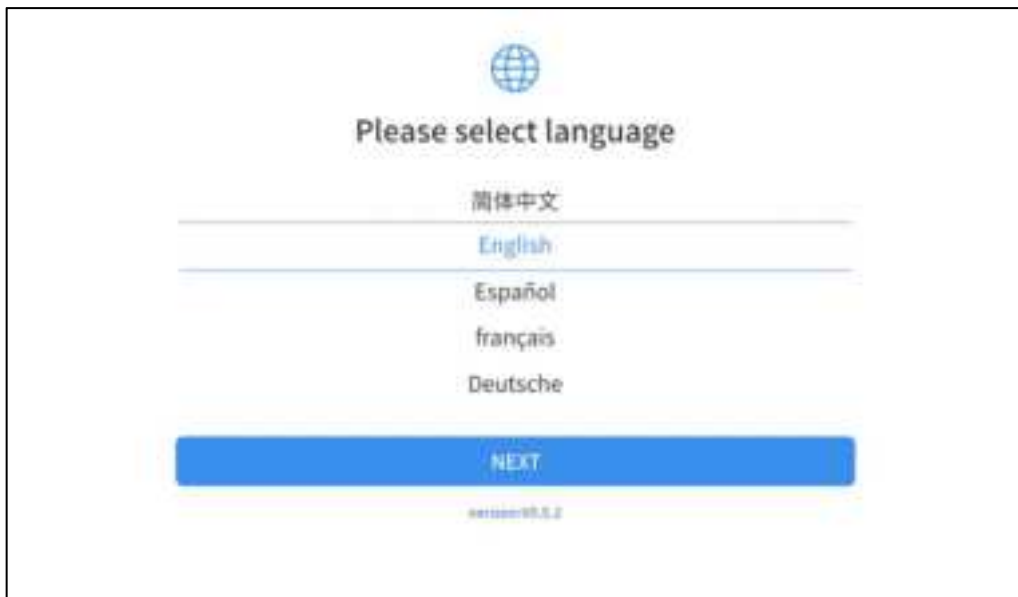 Please select language
简体中文
English
Español
français
Deutsche
NEXT